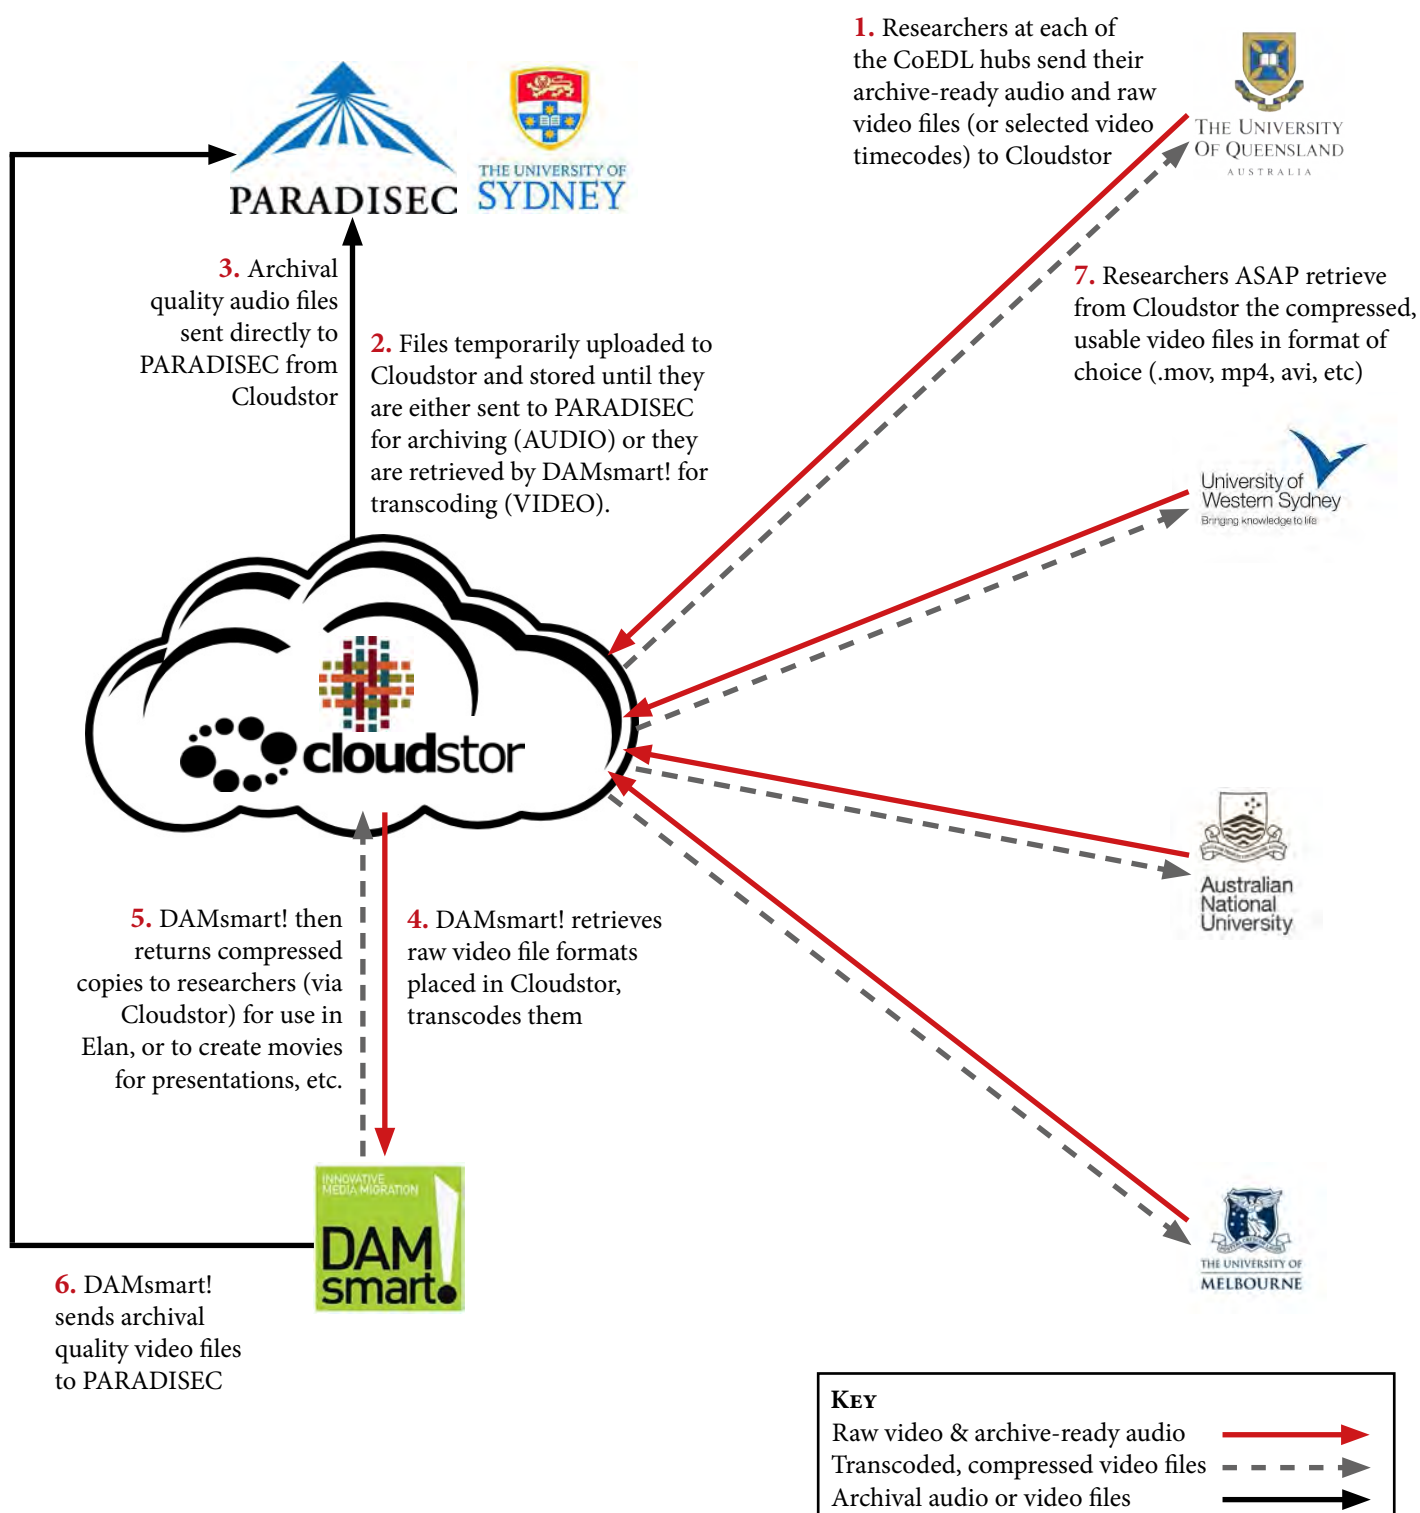 1. Researchers at each of
the CoEDL hubs send their
archive-ready audio and raw
video files (or selected video
timecodes) to Cloudstor
THE UNIVERSITY
OF QUEENSLAND
AUSTRALIA
PARADISEC
THE UNIVERSITY OF
SYDNEY
3. Archival
quality audio files
sent directly to
PARADISEC from
Cloudstor
2. Files temporarily uploaded to
Cloudstor and stored until they
are either sent to PARADISEC
for archiving (AUDIO) or they
are retrieved by DAMsmart! for
transcoding (VIDEO).
7. Researchers ASAP retrieve
from Cloudstor the compressed,
usable video files in format of
choice (.mov, mp4, avi, etc)
University of
Western Sydney
Bringing knowledge to life
cloudstor
Australian
National
University
5. DAMsmart! then
returns compressed
copies to researchers (via
Cloudstor) for use in
Elan, or to create movies
for presentations, etc.
4. DAMsmart! retrieves
raw video file formats
placed in Cloudstor,
transcodes them
INNOVATIVE
MEDIA MIGRATION
DAM
smart!
THE UNIVERSITY OF
MELBOURNE
6. DAMsmart!
sends archival
quality video files
to PARADISEC
KEY
Raw video & archive-ready audio
Transcoded, compressed video files
Archival audio or video files